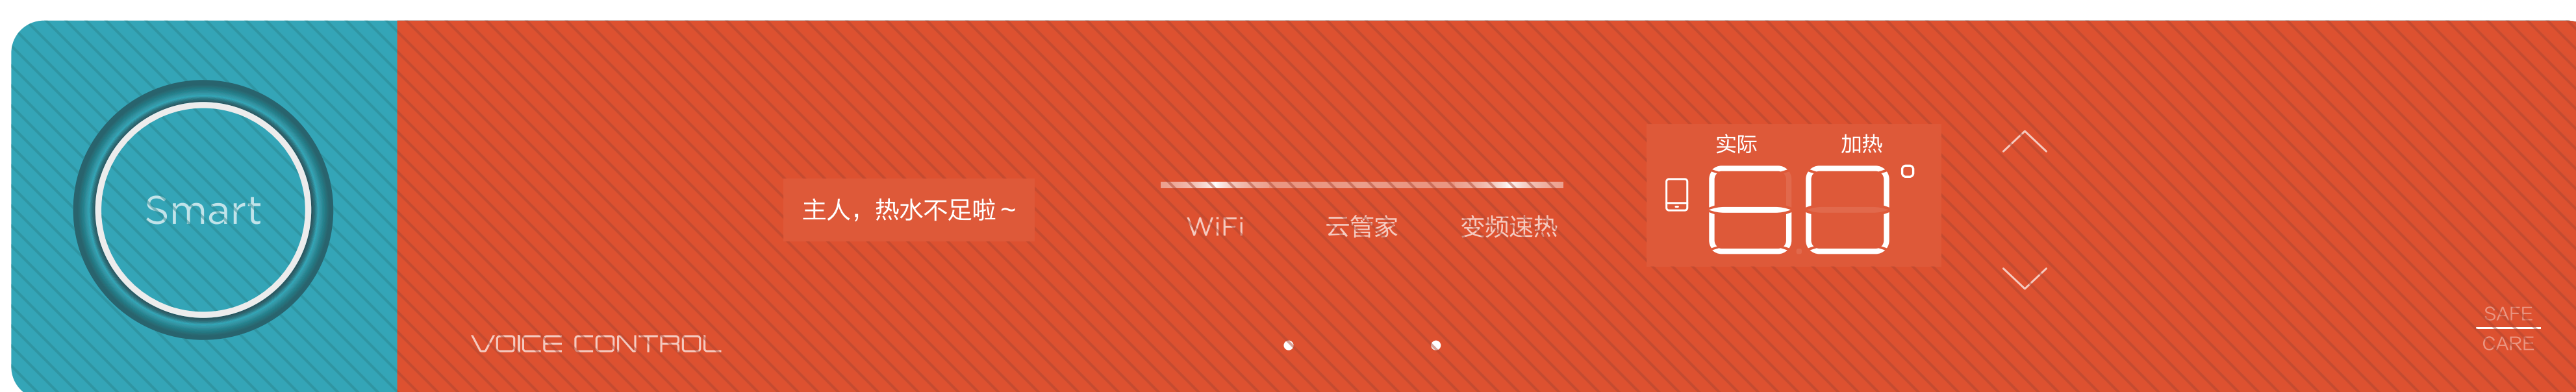 Smart
主人，热水不足啦~
WiFi 云管家 变频速热
实际 加热
60°
VOICE CONTROL
SAFE
CARE